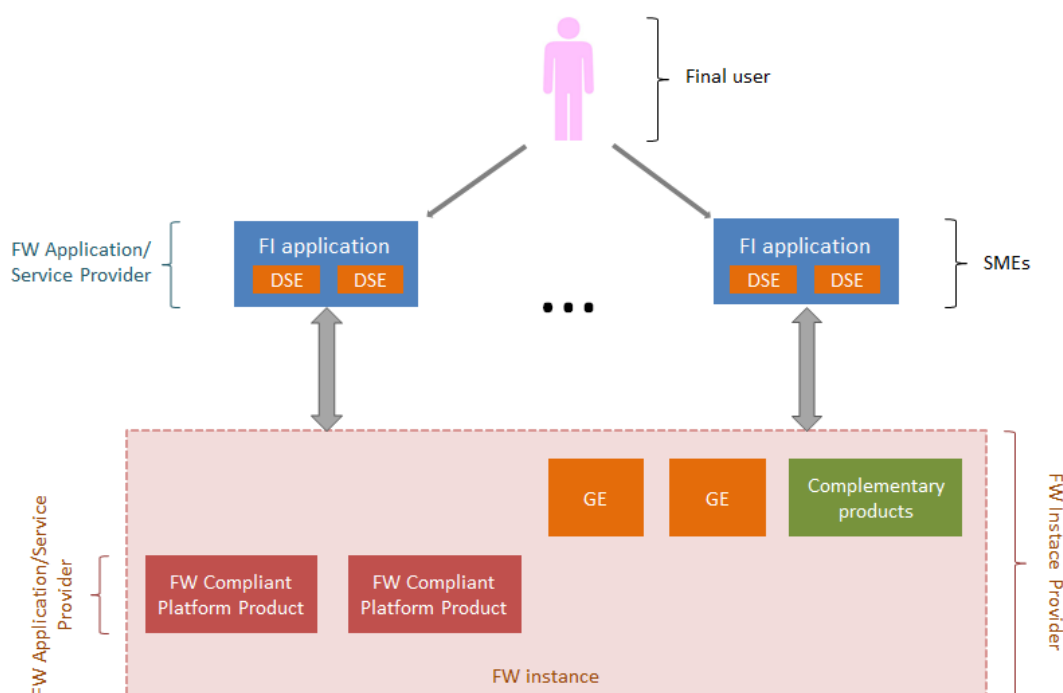 Final user
FW Application/
Service Provider
FI application
DSE DSE
FI application
DSE DSE
SMEs
...
GE
GE
Complementary
products
FW Compliant
Platform Product
FW Compliant
Platform Product
FW instance
FW Application/Service
Provider
FW Instace Provider